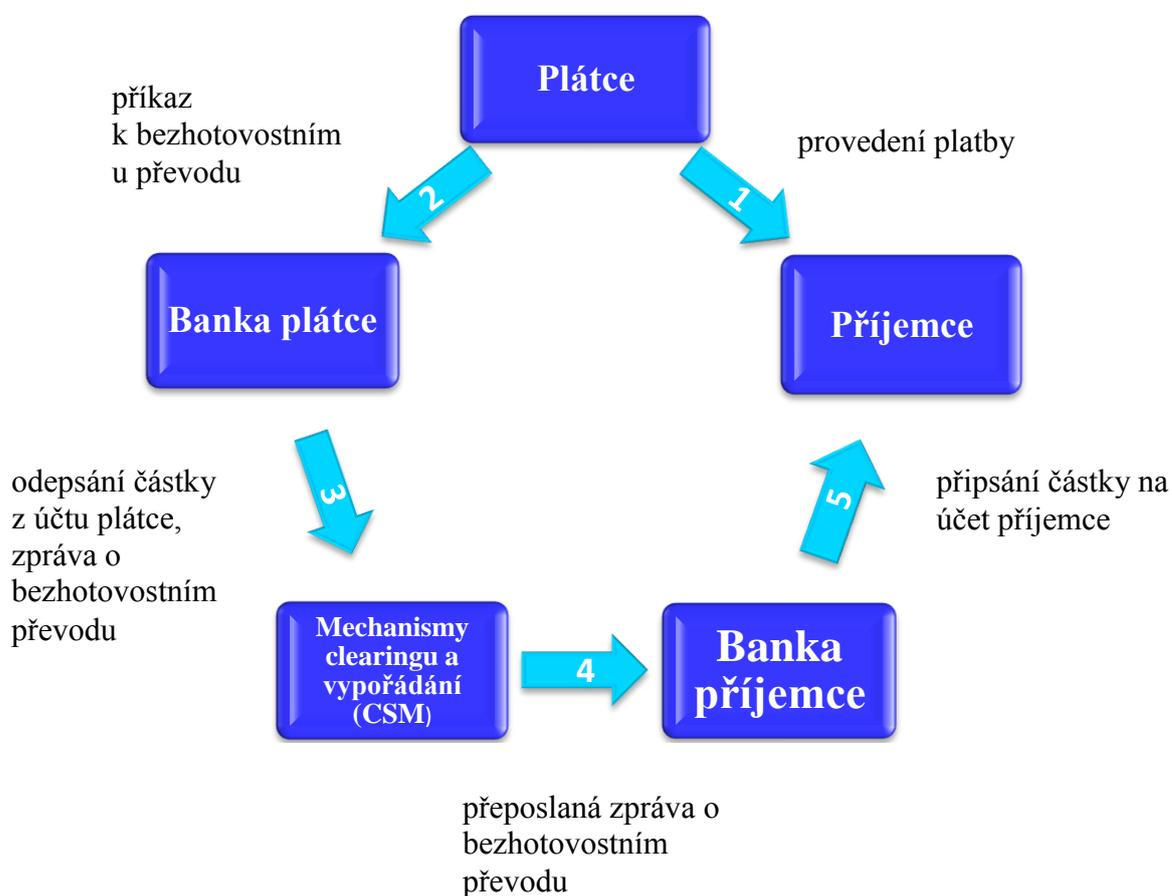 Plátce
příkaz
k bezhotovostním
u převodu
provedení platby
2
1
Banka plátce
Příjemce
3
5
odepsání částky
z účtu plátce,
zpráva o
bezhotovostním
převodu
připsání částky na
účet příjemce
Mechanismy
clearingu a
vypořádání
(CSM)
4
Banka
příjemce
přeposlaná zpráva o
bezhotovostním
převodu